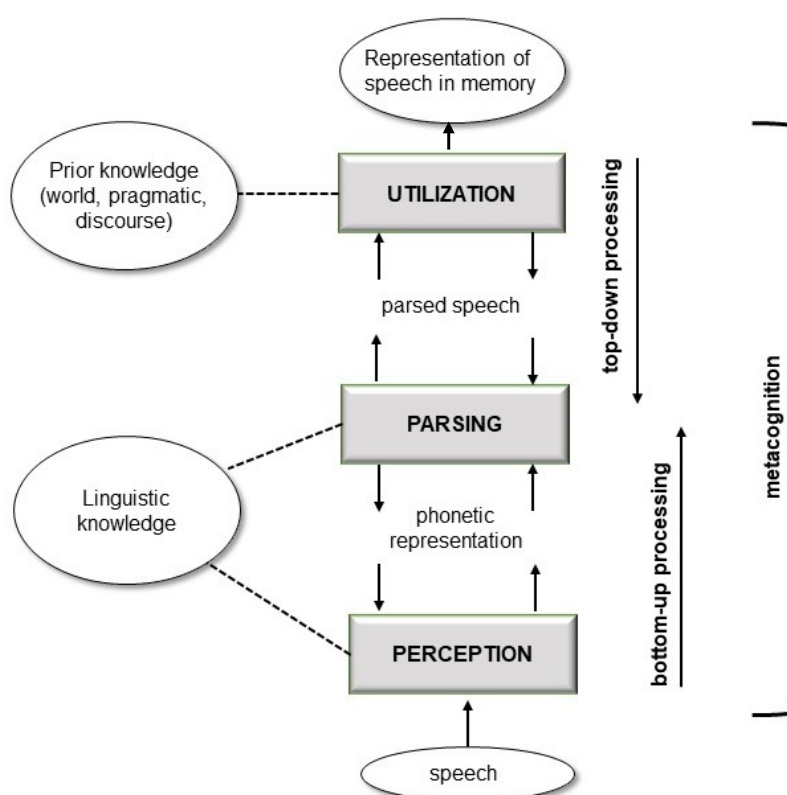 Representation of
speech in memory
Prior knowledge
(world, pragmatic,
discourse)
UTILIZATION
parsed speech
top-down processing
PARSING
Linguistic
knowledge
phonetic
representation
bottom-up processing
metacognition
PERCEPTION
speech